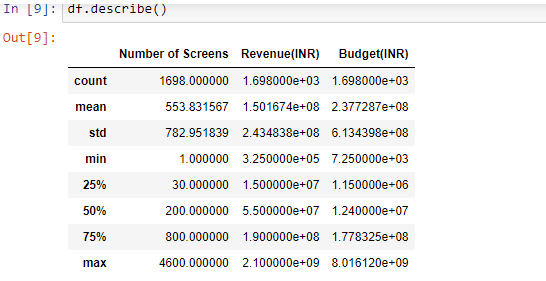 In [9]: df.describe()
Out[9]:
Number of Screens Revenue(INR) Budget(INR)
count 1698.000000 1.698000e+03 1.698000e+03
mean 553.831567 1.501674e+08 2.377287e+08
std 782.951839 2.434838e+08 6.134398e+08
min 1.000000 3.250000e+05 7.250000e+03
25% 30.000000 1.500000e+07 1.150000e+06
50% 200.000000 5.500000e+07 1.240000e+07
75% 800.000000 1.900000e+08 1.778325e+08
max 4600.000000 2.100000e+09 8.016120e+09